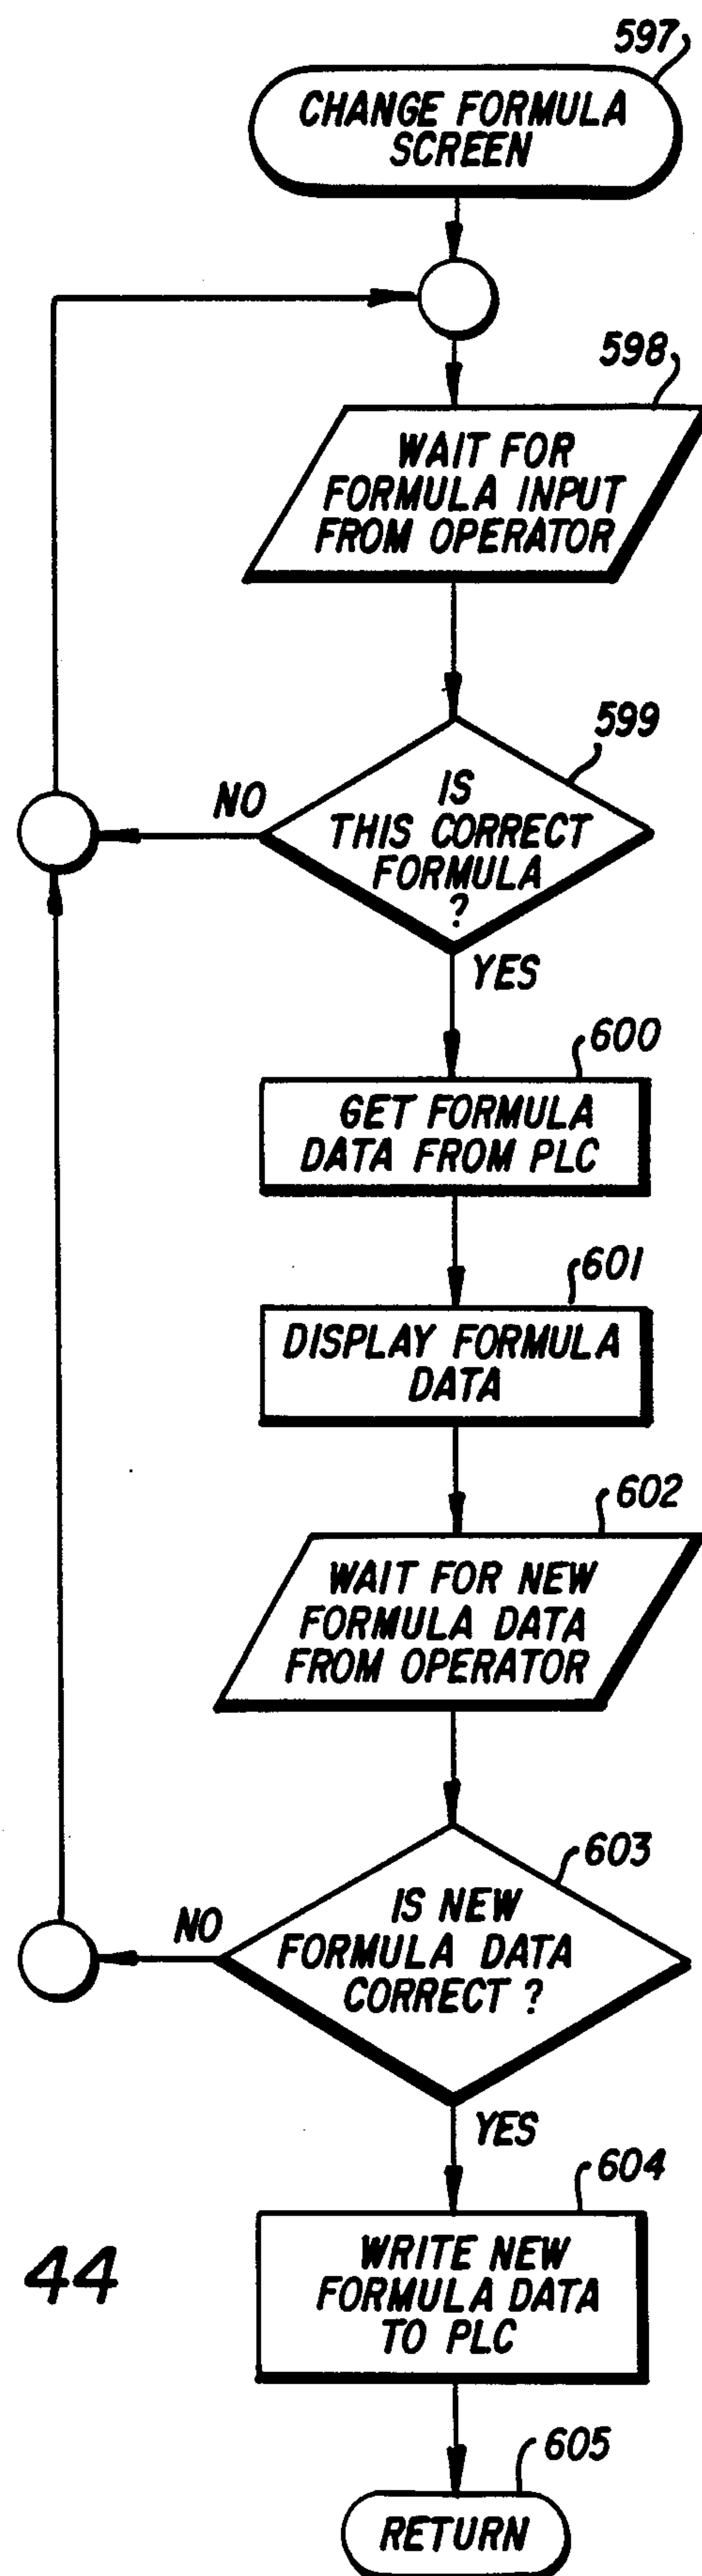 597
CHANGE FORMULA
SCREEN
598
WAIT FOR
FORMULA INPUT
FROM OPERATOR
599
IS
THIS CORRECT
FORMULA
?
NO
YES
600
GET FORMULA
DATA FROM PLC
601
DISPLAY FORMULA
DATA
602
WAIT FOR NEW
FORMULA DATA
FROM OPERATOR
603
IS NEW
FORMULA DATA
CORRECT ?
NO
YES
604
WRITE NEW
FORMULA DATA
TO PLC
44
605
RETURN